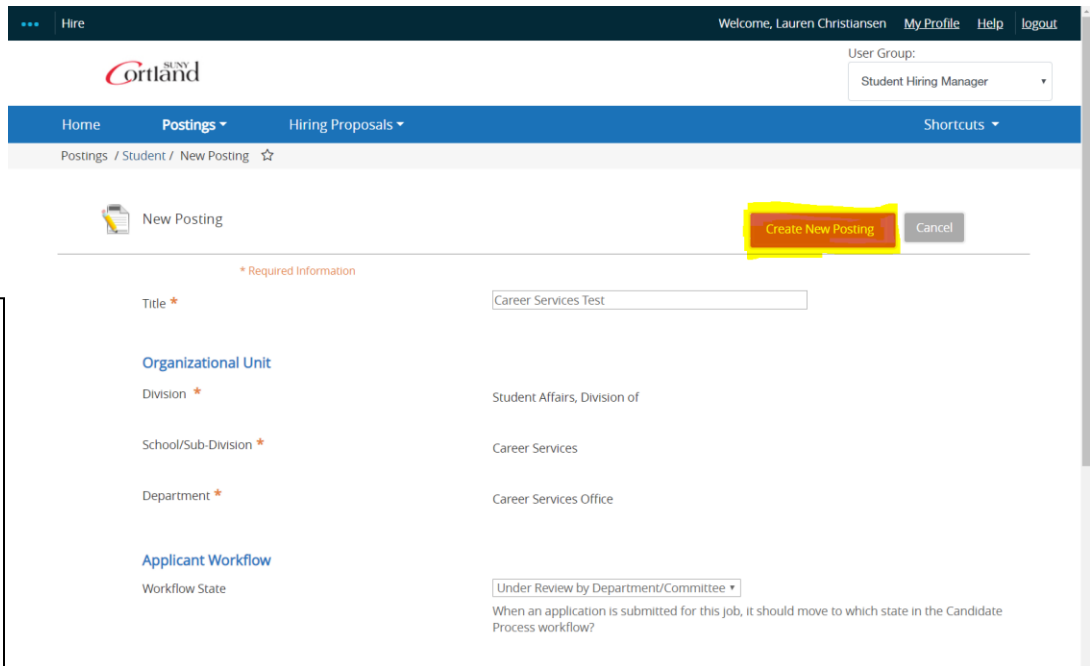 Hire Welcome, Lauren Christiansen My Profile Help logout
SUNY
Cortland
User Group:
Student Hiring Manager
Home Postings Hiring Proposals Shortcuts
Postings / Student / New Posting
New Posting Create New Posting Cancel
* Required Information
Title * Career Services Test
Organizational Unit
Division * Student Affairs, Division of
School/Sub-Division * Career Services
Department * Career Services Office
Applicant Workflow
Workflow State Under Review by Department/Committee
When an application is submitted for this job, it should move to which state in the Candidate
Process workflow?